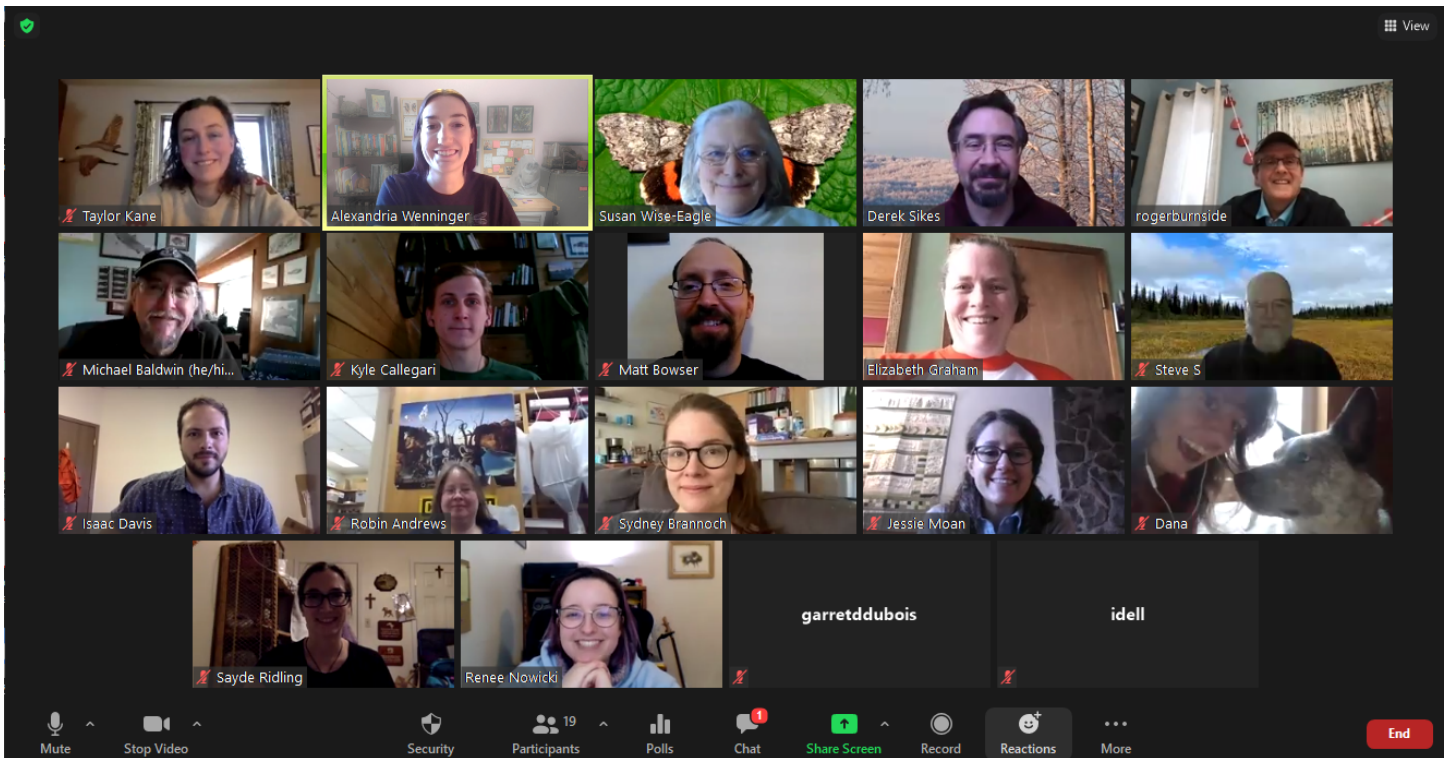 View
Taylor Kane
Alexandria Wenninger
Susan Wise-Eagle
Derek Sikes
rogerburnside
Michael Baldwin (he/hi...
Kyle Callegari
Matt Bowser
Elizabeth Graham
Steve S
Isaac Davis
Robin Andrews
Sydney Brannoch
Jessie Moan
Dana
Sayde Ridling
Renee Nowicki
garretddubois
idell
Mute
Stop Video
Security
Participants
19
Polls
Chat
1
Share Screen
Record
Reactions
More
End